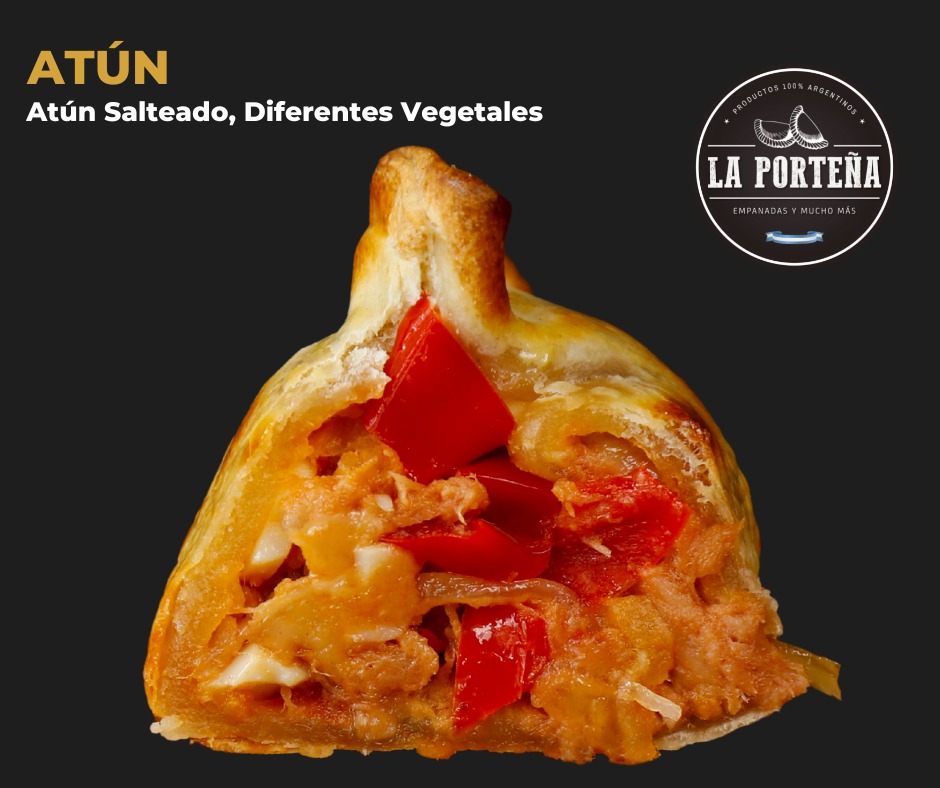 ATÚN
Atún Salteado, Diferentes Vegetales
PRODUCTOS 100% ARGENTINOS
LA PORTEÑA
EMPANADAS Y MUCHO MÁS